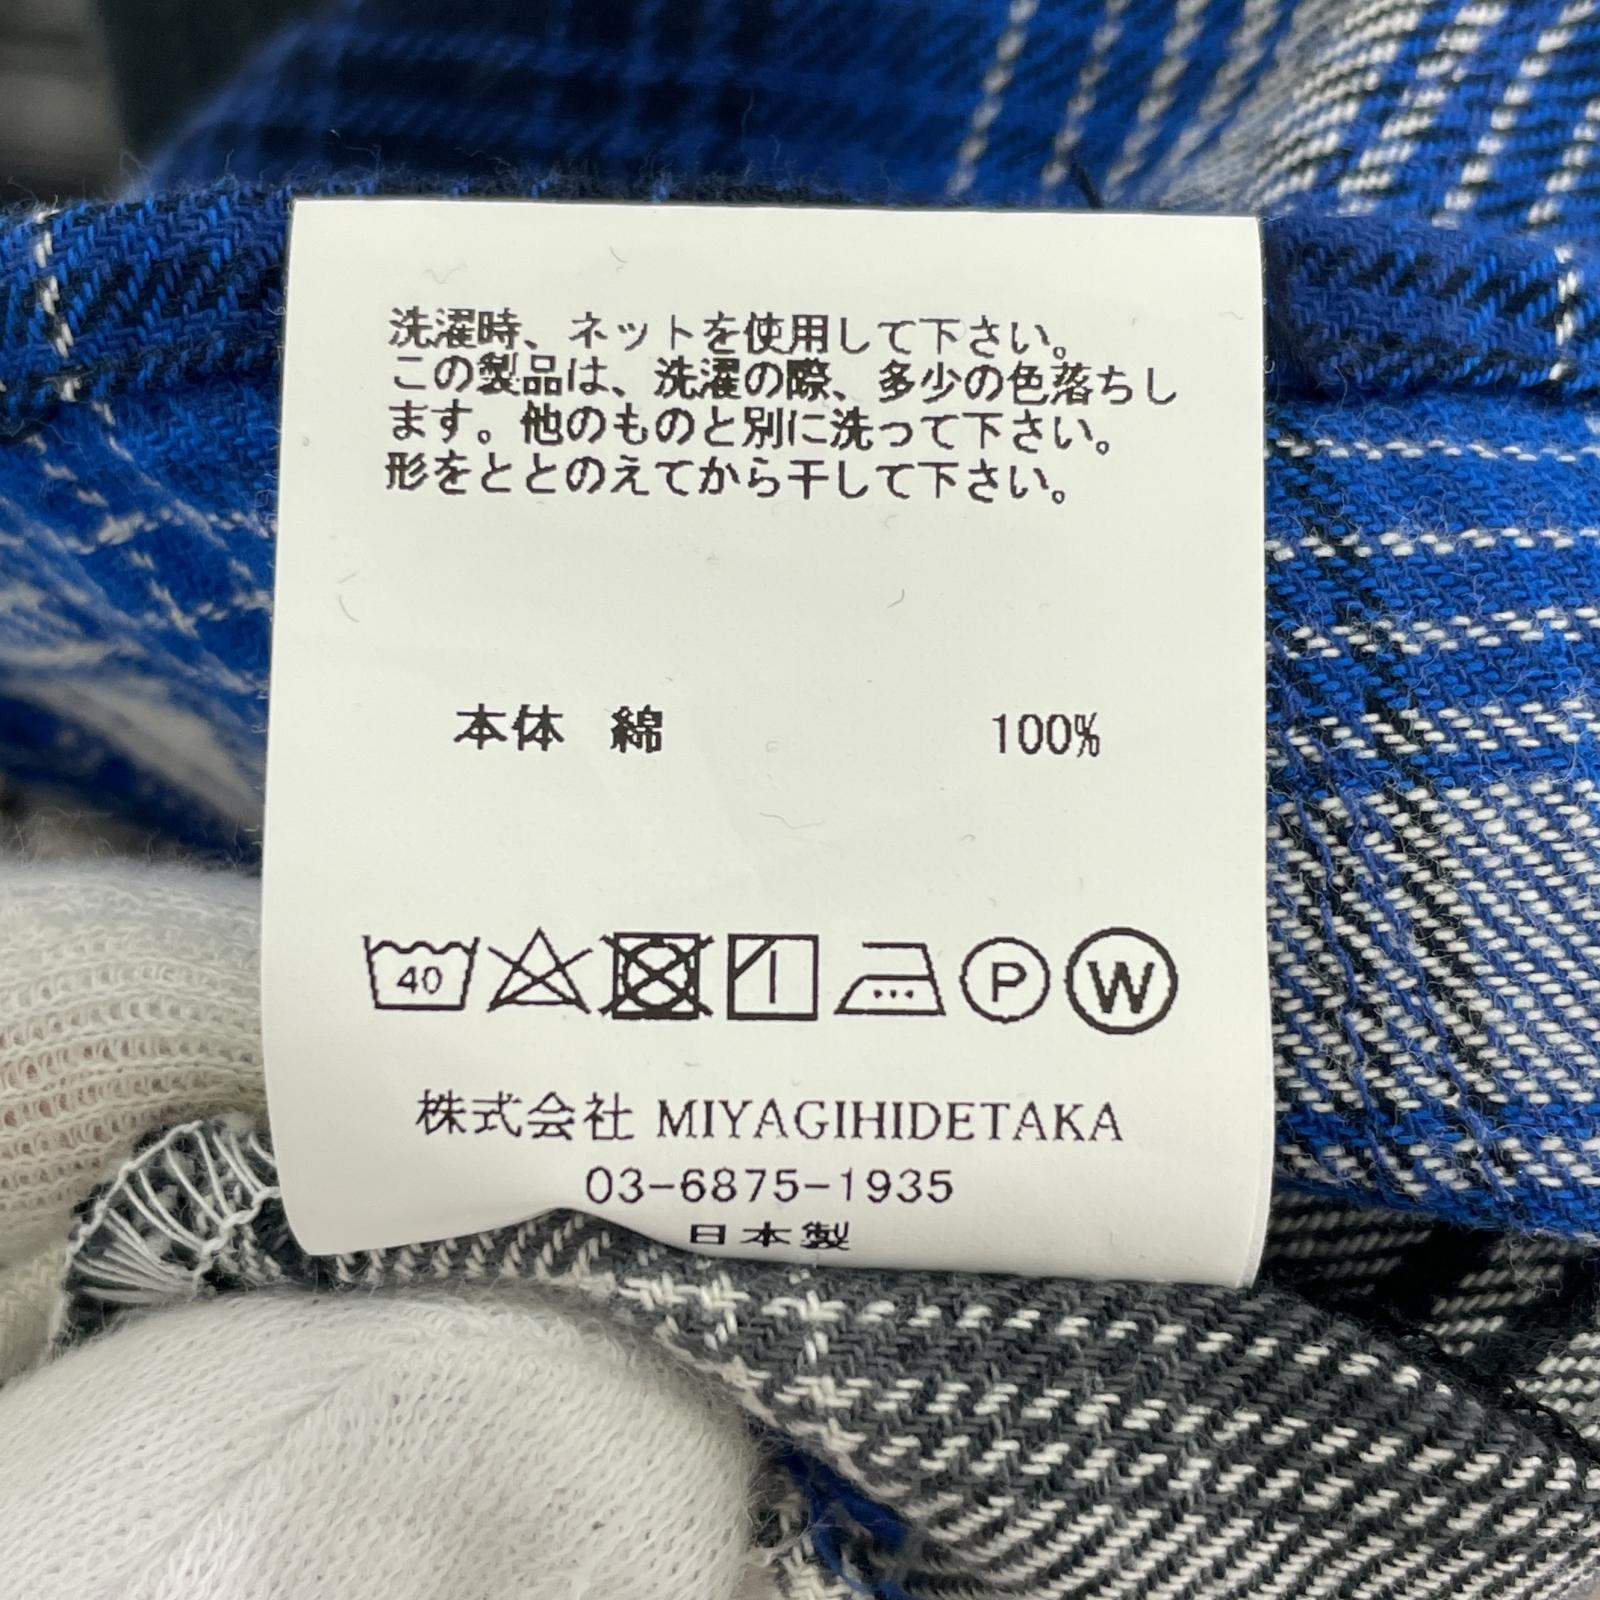 洗濯時、ネットを使用して下さい。
この製品は、洗濯の際、多少の色落ちし
ます。他のものと別に洗って下さい。
形をととのえてから干して下さい。
本体 綿 100%
40 P W
株式会社 MIYAGIHIDETAKA
03-6875-1935
日本製